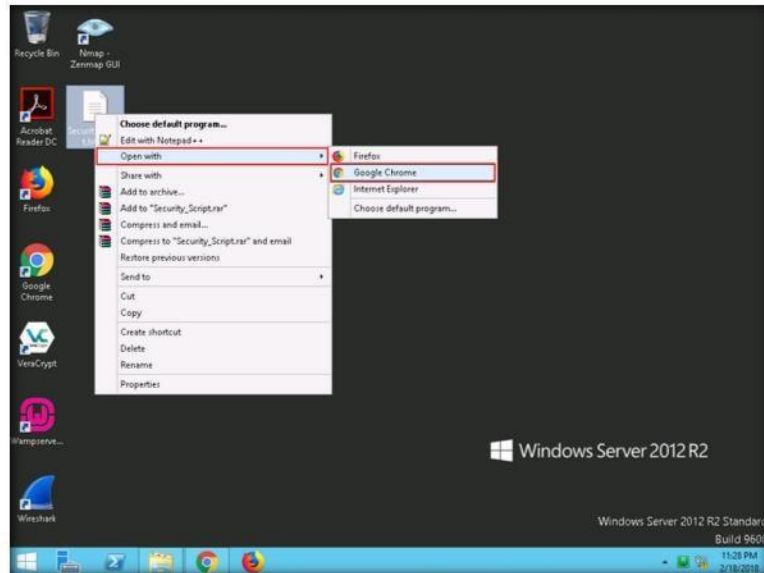 Recycle Bin
Nmap -
Zenmap GUI
Acrobat
Reader DC
Firefox
Google
Chrome
VeraCrypt
Wampserve...
Wireshark
Choose default program...
Edit with Notepad++
Open with
Share with
Add to archive...
Add to "Security_Script.rar"
Compress and email...
Compress to "Security_Script.rar" and email
Restore previous versions
Send to
Cut
Copy
Create shortcut
Delete
Rename
Properties
Firefox
Google Chrome
Internet Explorer
Choose default program...
Windows Server 2012 R2
Windows Server 2012 R2 Standard
Build 9600
11:28 PM
2/18/2018